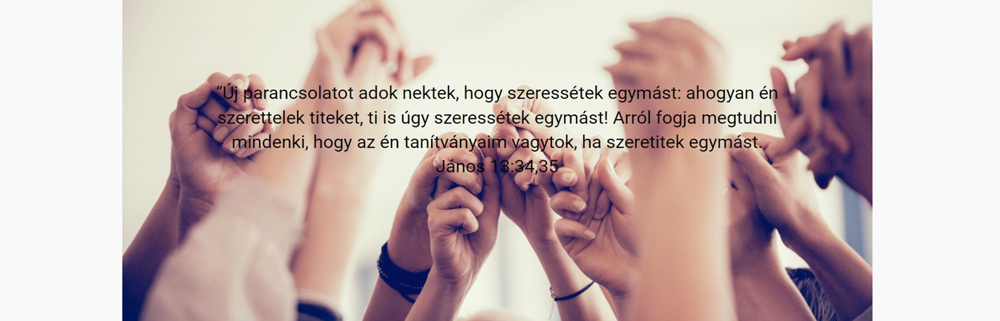 “Új parancsolatot adok nektek, hogy szeressétek egymást: ahogyan én
szerettelek titeket, ti is úgy szeressétek egymást! Arról fogja megtudni
mindenki, hogy az én tanítványaim vagytok, ha szeretitek egymást.
János 13:34,35